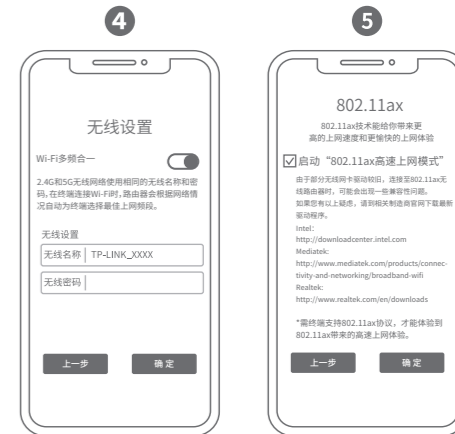 4
无线设置
Wi-Fi多频合一
2.4G和5G无线网络使用相同的无线名称和密
码,在终端连接Wi-Fi时,路由器会根据网络情
况自动为终端选择最佳上网频段。
无线设置
无线名称 TP-LINK_XXXX
无线密码
上一步 确 定
5
802.11ax
802.11ax技术能给你带来更
高的上网速度和更愉快的上网体验
启动“802.11ax高速上网模式”
由于部分无线网卡驱动较旧，连接至802.11ax无
线路由器时，可能会出现一些兼容性问题。
如果您有以上疑虑，请到相关制造商官网下载最新
驱动程序。
Intel:
http://downloadcenter.intel.com
Mediatek:
http://www.mediatek.com/products/connec-
tivity-and-networking/broadband-wifi
Realtek:
http://www.realtek.com/en/downloads
*需终端支持802.11ax协议，才能体验到
802.11ax带来的高速上网体验。
上一步 确 定